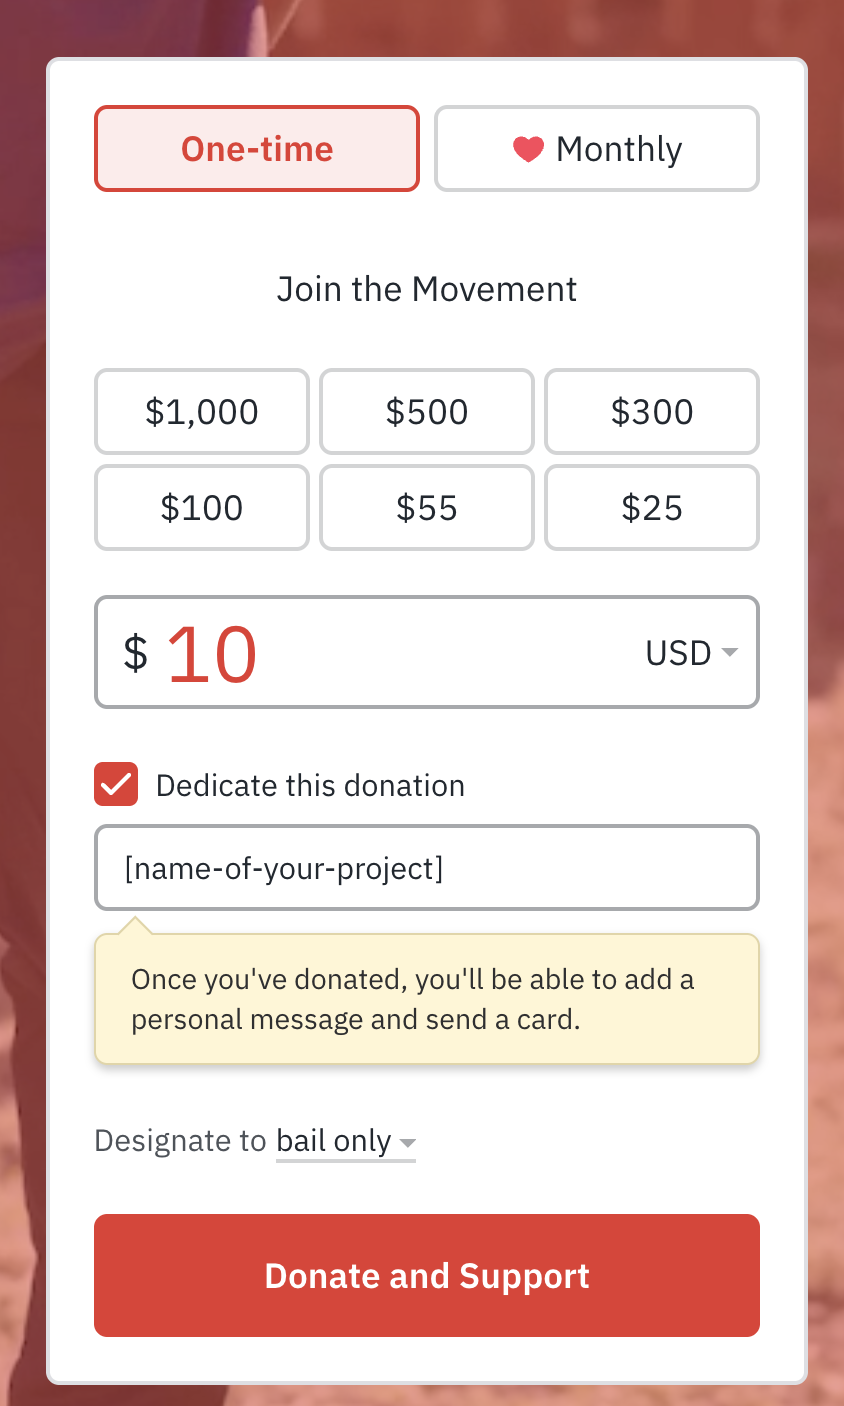 One-time
Monthly
Join the Movement
$1,000
$500
$300
$100
$55
$25
$ 10 USD
Dedicate this donation
[name-of-your-project]
Once you've donated, you'll be able to add a
personal message and send a card.
Designate to bail only
Donate and Support